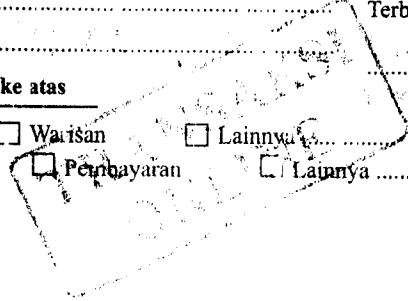 ........................................ Terb
........................................
ke atas
☐ Warisan ☐ Lainnya ..............
☐ Pembayaran ☐ Lainnya ......